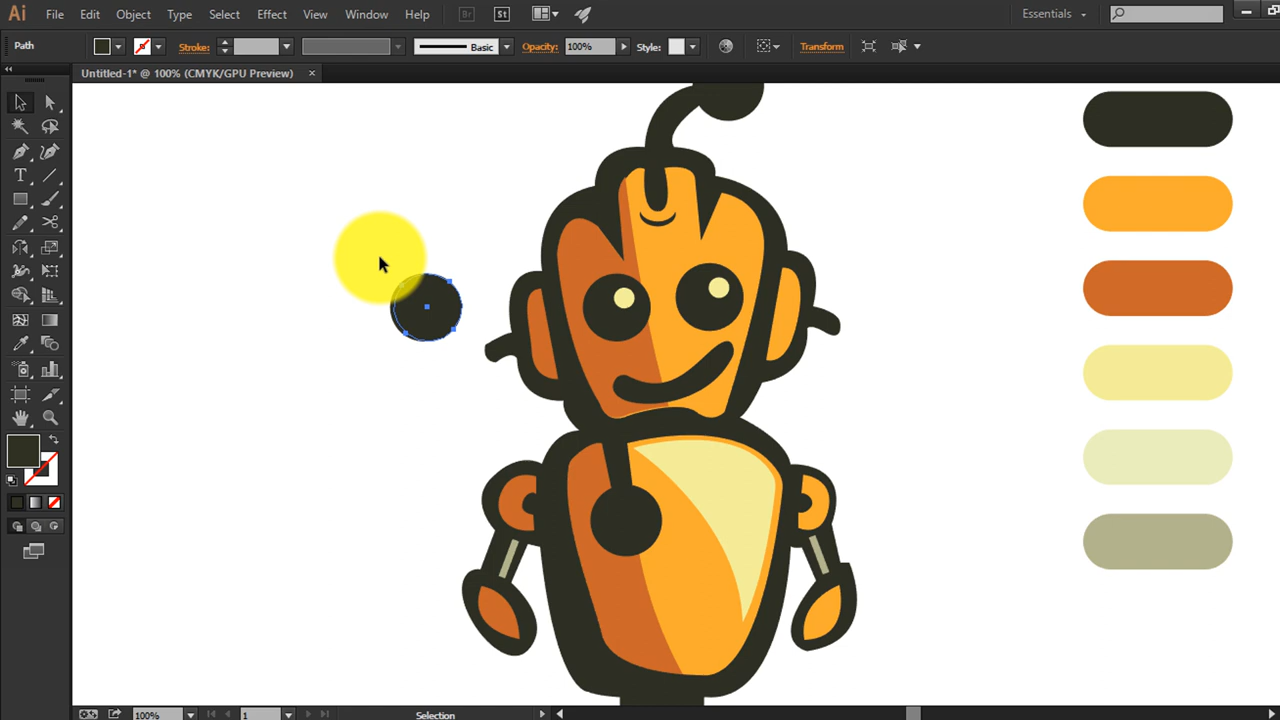 Ai File Edit Object Type Select Effect View Window Help Br St Essentials
Path Stroke: Basic Opacity: 100% Style: Transform
Untitled-1* @ 100% (CMYK/GPU Preview) ×
100% 1 Selection